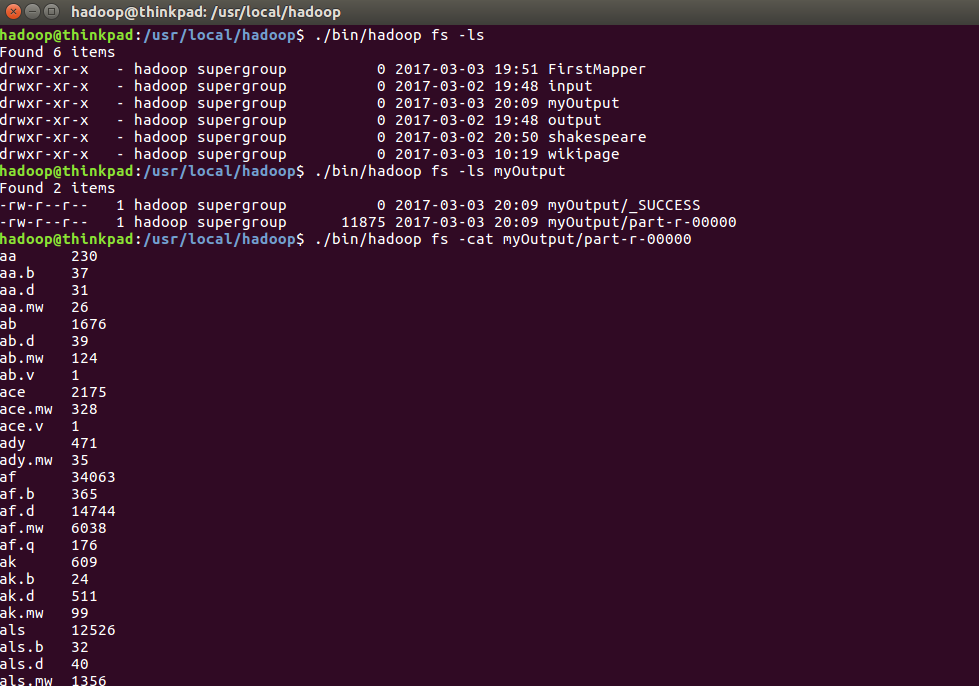 hadoop@thinkpad: /usr/local/hadoop
hadoop@thinkpad:/usr/local/hadoop$ ./bin/hadoop fs -ls
Found 6 items
drwxr-xr-x   - hadoop supergroup          0 2017-03-03 19:51 FirstMapper
drwxr-xr-x   - hadoop supergroup          0 2017-03-02 19:48 input
drwxr-xr-x   - hadoop supergroup          0 2017-03-03 20:09 myOutput
drwxr-xr-x   - hadoop supergroup          0 2017-03-02 19:48 output
drwxr-xr-x   - hadoop supergroup          0 2017-03-02 20:50 shakespeare
drwxr-xr-x   - hadoop supergroup          0 2017-03-03 10:19 wikipage
hadoop@thinkpad:/usr/local/hadoop$ ./bin/hadoop fs -ls myOutput
Found 2 items
-rw-r--r--   1 hadoop supergroup          0 2017-03-03 20:09 myOutput/_SUCCESS
-rw-r--r--   1 hadoop supergroup      11875 2017-03-03 20:09 myOutput/part-r-00000
hadoop@thinkpad:/usr/local/hadoop$ ./bin/hadoop fs -cat myOutput/part-r-00000
aa      230
aa.b    37
aa.d    31
aa.mw   26
ab      1676
ab.d    39
ab.mw   124
ab.v    1
ace     2175
ace.mw  328
ace.v   1
ady     471
ady.mw  35
af      34063
af.b    365
af.d    14744
af.mw   6038
af.q    176
ak      609
ak.b    24
ak.d    511
ak.mw   99
als     12526
als.b   32
als.d   40
als.mw  1356